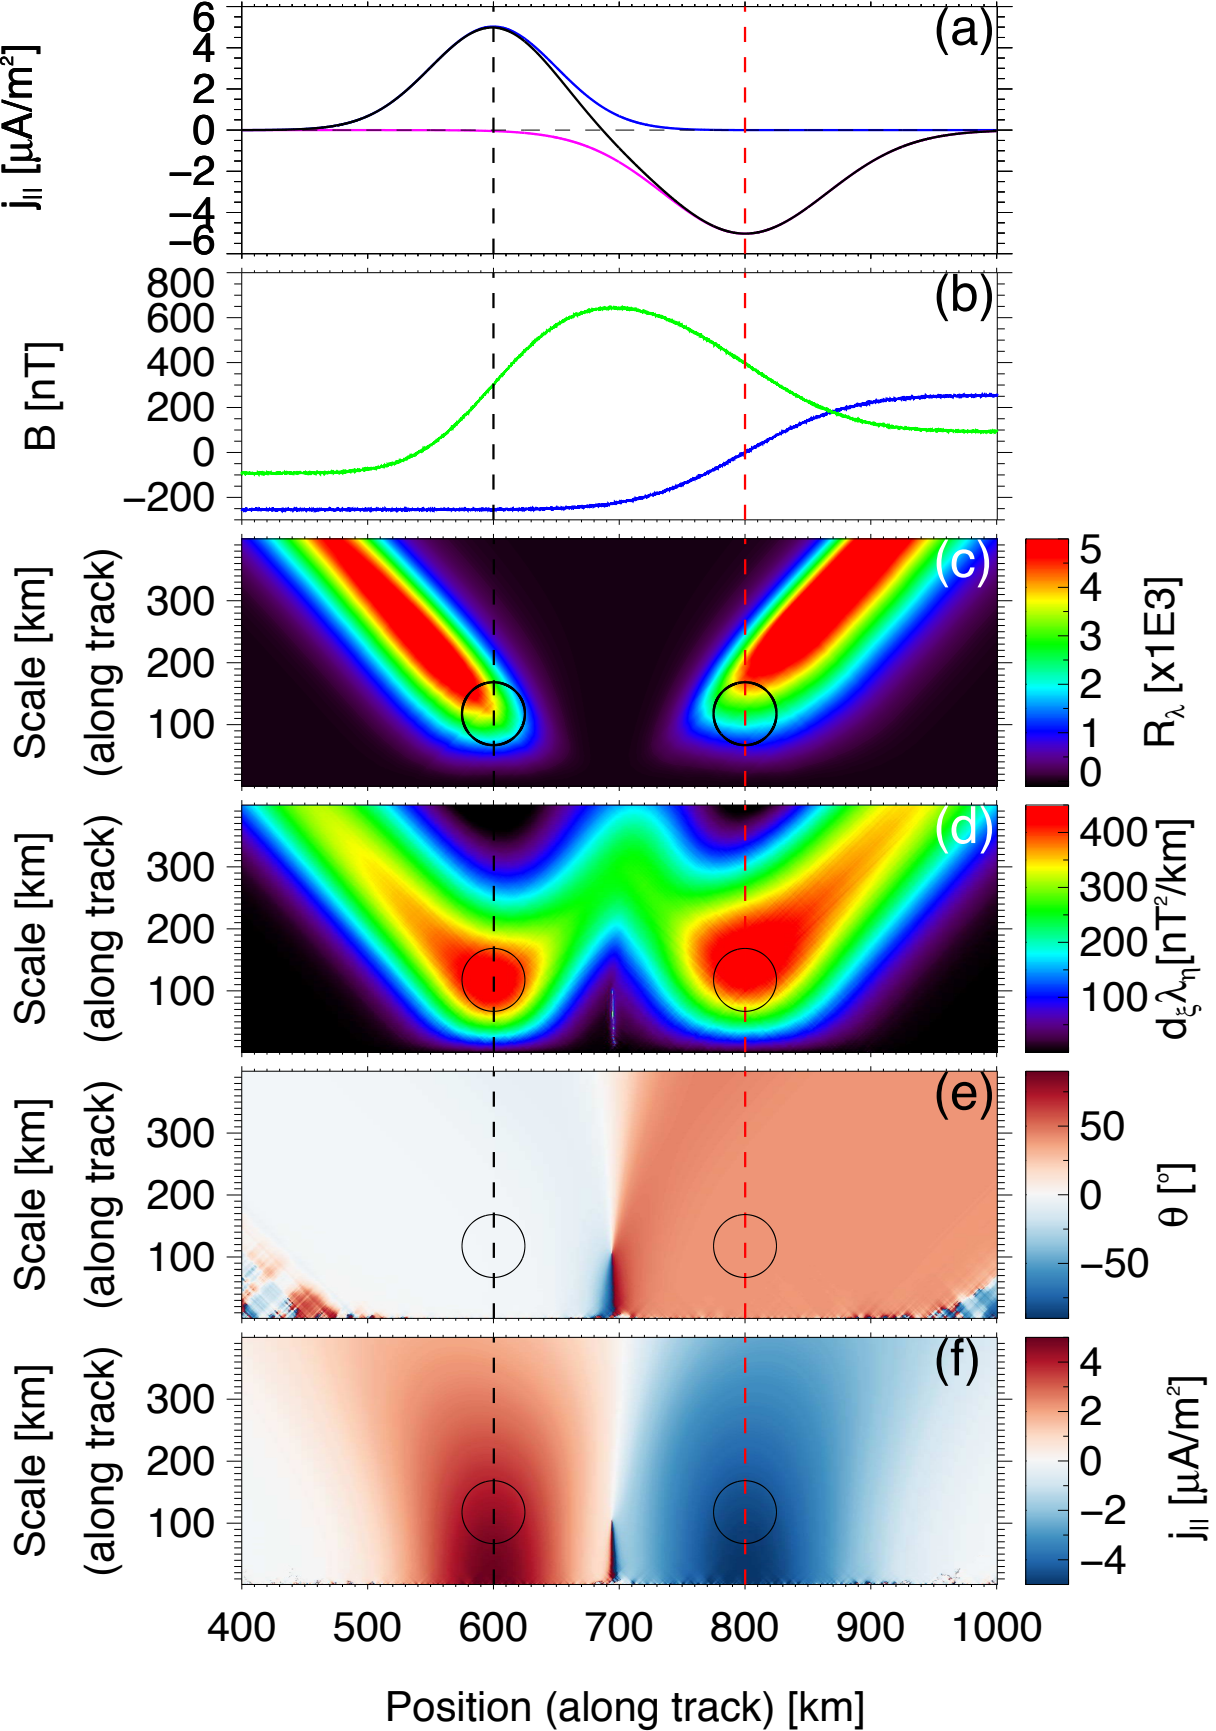 (a)
j|| [μA/m²]
6
4
2
0
−2
−4
−6
(b)
B [nT]
800
600
400
200
0
−200
(c)
Scale [km]
(along track)
300
200
100
5
4
3
2
1
0
Rλ [x1E3]
(d)
Scale [km]
(along track)
300
200
100
400
300
200
100
dξλη[nT²/km]
(e)
Scale [km]
(along track)
300
200
100
50
0
−50
θ [°]
(f)
Scale [km]
(along track)
300
200
100
4
2
0
−2
−4
j|| [μA/m²]
400 500 600 700 800 900 1000
Position (along track) [km]